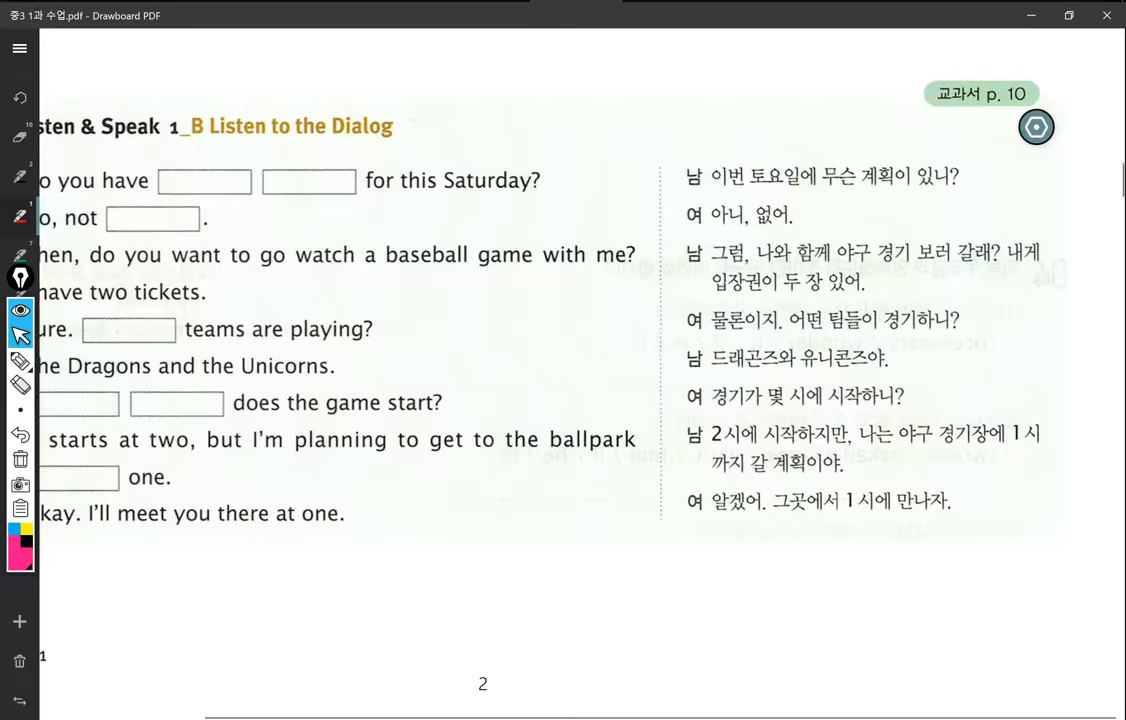 중3 1과 수업.pdf - Drawboard PDF
교과서 p. 10
sten & Speak 1_B Listen to the Dialog
o you have for this Saturday?
o, not .
hen, do you want to go watch a baseball game with me?
have two tickets.
ure. teams are playing?
he Dragons and the Unicorns.
does the game start?
starts at two, but I'm planning to get to the ballpark
one.
kay. I'll meet you there at one.
남 이번 토요일에 무슨 계획이 있니?
여 아니, 없어.
남 그럼, 나와 함께 야구 경기 보러 갈래? 내게
입장권이 두 장 있어.
여 물론이지. 어떤 팀들이 경기하니?
남 드래곤즈와 유니콘즈야.
여 경기가 몇 시에 시작하니?
남 2시에 시작하지만, 나는 야구 경기장에 1시
까지 갈 계획이야.
여 알겠어. 그곳에서 1시에 만나자.
1
2